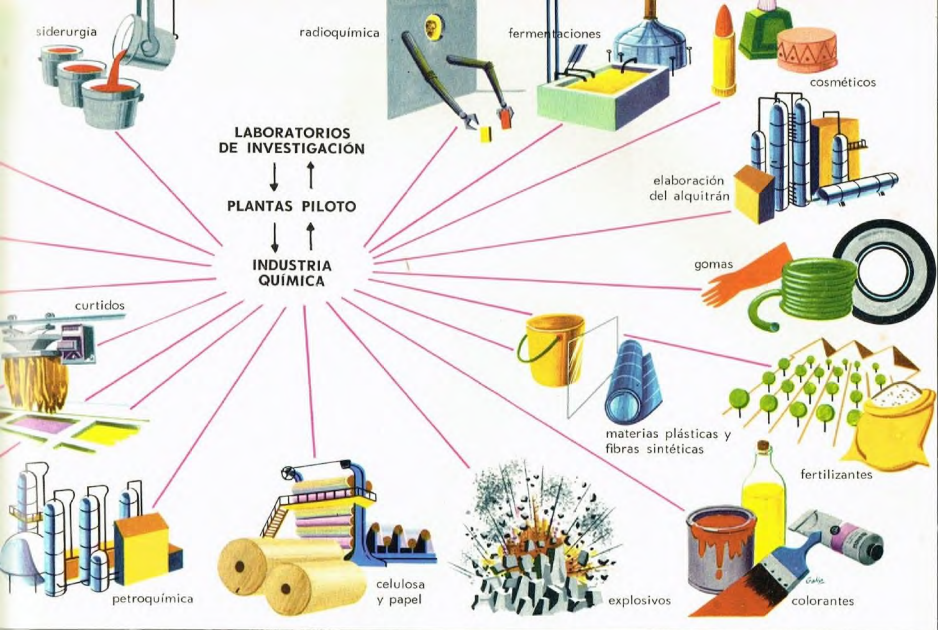 siderurgia
radioquímica
fermentaciones
cosméticos
LABORATORIOS
DE INVESTIGACIÓN
PLANTAS PILOTO
INDUSTRIA
QUÍMICA
elaboración
del alquitrán
gomas
curtidos
materias plásticas y
fibras sintéticas
fertilizantes
petroquímica
celulosa
y papel
explosivos
colorantes